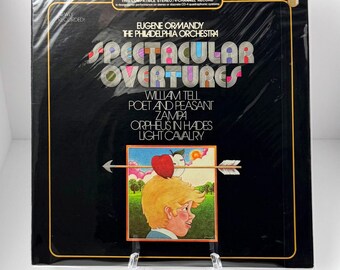 EUGENE ORMANDY
THE PHILADELPHIA ORCHESTRA
SPECTACULAR
OVERTURES
WILLIAM TELL
POET AND PEASANT
ZAMPA
ORPHEUS IN HADES
LIGHT CAVALRY